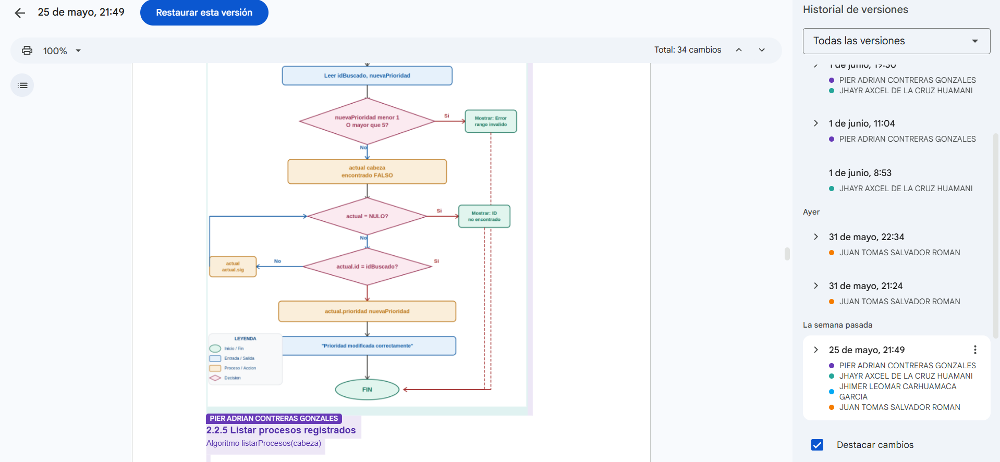 25 de mayo, 21:49
Restaurar esta versión
100%
Total: 34 cambios
Leer idBuscado, nuevaPrioridad
nuevaPrioridad menor 1
O mayor que 5?
Si
Mostrar: Error
rango invalido
No
actual cabeza
encontrado FALSO
actual = NULO?
Si
Mostrar: ID
no encontrado
No
actual.id = idBuscado?
Si
No
actual
actual.sig
actual.prioridad nuevaPrioridad
"Prioridad modificada correctamente"
LEYENDA
Inicio / Fin
Entrada / Salida
Proceso / Accion
Decision
FIN
PIER ADRIAN CONTRERAS GONZALES
2.2.5 Listar procesos registrados
Algoritmo listarProcesos(cabeza)
Historial de versiones
Todas las versiones
1 de junio, 19:30
PIER ADRIAN CONTRERAS GONZALES
JHAYR AXCEL DE LA CRUZ HUAMANI
1 de junio, 11:04
PIER ADRIAN CONTRERAS GONZALES
1 de junio, 8:53
JHAYR AXCEL DE LA CRUZ HUAMANI
Ayer
31 de mayo, 22:34
JUAN TOMAS SALVADOR ROMAN
31 de mayo, 21:24
JUAN TOMAS SALVADOR ROMAN
La semana pasada
25 de mayo, 21:49
PIER ADRIAN CONTRERAS GONZALES
JHAYR AXCEL DE LA CRUZ HUAMANI
JHIMER LEOMAR CARHUAMACA
GARCIA
JUAN TOMAS SALVADOR ROMAN
Destacar cambios